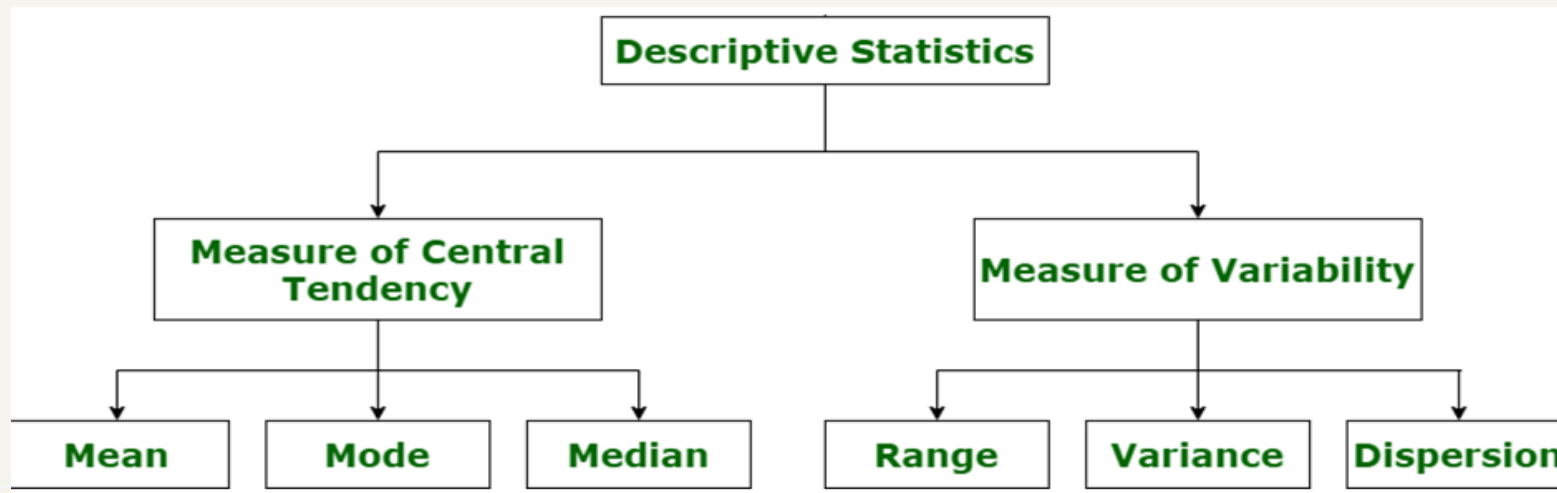 Descriptive Statistics
Measure of Central
Tendency
Measure of Variability
Mean
Mode
Median
Range
Variance
Dispersion